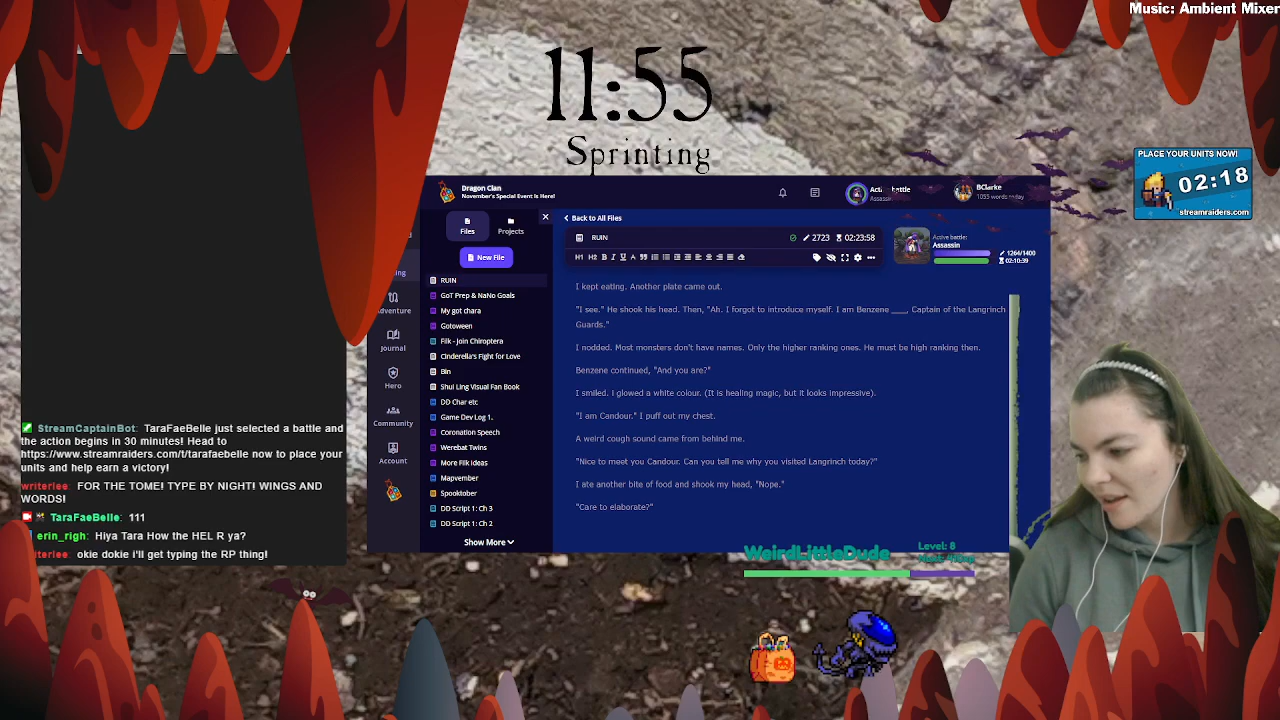 Music: Ambient Mixer
11:55
Sprinting
PLACE YOUR UNITS NOW!
02:18
streamraiders.com
Dragon Clan
November's Special Event Is Here!
BClarke
1055 words today
Files
Projects
New File
Back to All Files
RUIN
2723
02:23:58
H1 H2 B I U A
Active battle:
Assassin
1264/1400
02:10:39
RUIN
GoT Prep & NaNo Goals
My got chara
Gotoween
Filk - Join Chiroptera
Cinderella's Fight for Love
Bin
Shui Ling Visual Fan Book
DD Char etc
Game Dev Log 1.
Coronation Speech
Werebat Twins
More Filk Ideas
Mapvember
Spooktober
DD Script 1: Ch 3
DD Script 1: Ch 2
Show More
Journal
Hero
Community
Account
I kept eating. Another plate came out.
"I see." He shook his head. Then, "Ah. I forgot to introduce myself. I am Benzene ___, Captain of the Langrinch
Guards."
I nodded. Most monsters don't have names. Only the higher ranking ones. He must be high ranking then.
Benzene continued, "And you are?"
I smiled. I glowed a white colour. (It is healing magic, but it looks impressive).
"I am Candour." I puff out my chest.
A weird cough sound came from behind me.
"Nice to meet you Candour. Can you tell me why you visited Langrinch today?"
I ate another bite of food and shook my head, "Nope."
"Care to elaborate?"
StreamCaptainBot: TaraFaeBelle just selected a battle and
the action begins in 30 minutes! Head to
https://www.streamraiders.com/t/tarafaebelle now to place your
units and help earn a victory!
writerlee: FOR THE TOME! TYPE BY NIGHT! WINGS AND
WORDS!
TaraFaeBelle: 111
erin_righ: Hiya Tara How the HEL R ya?
okie dokie i'll get typing the RP thing!
WeirdLittleDude
Level: 8